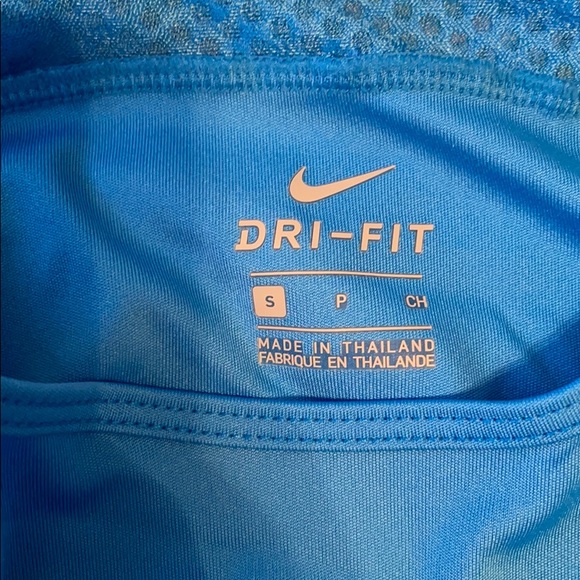 DRI-FIT
S P CH
MADE IN THAILAND
FABRIQUE EN THAILANDE